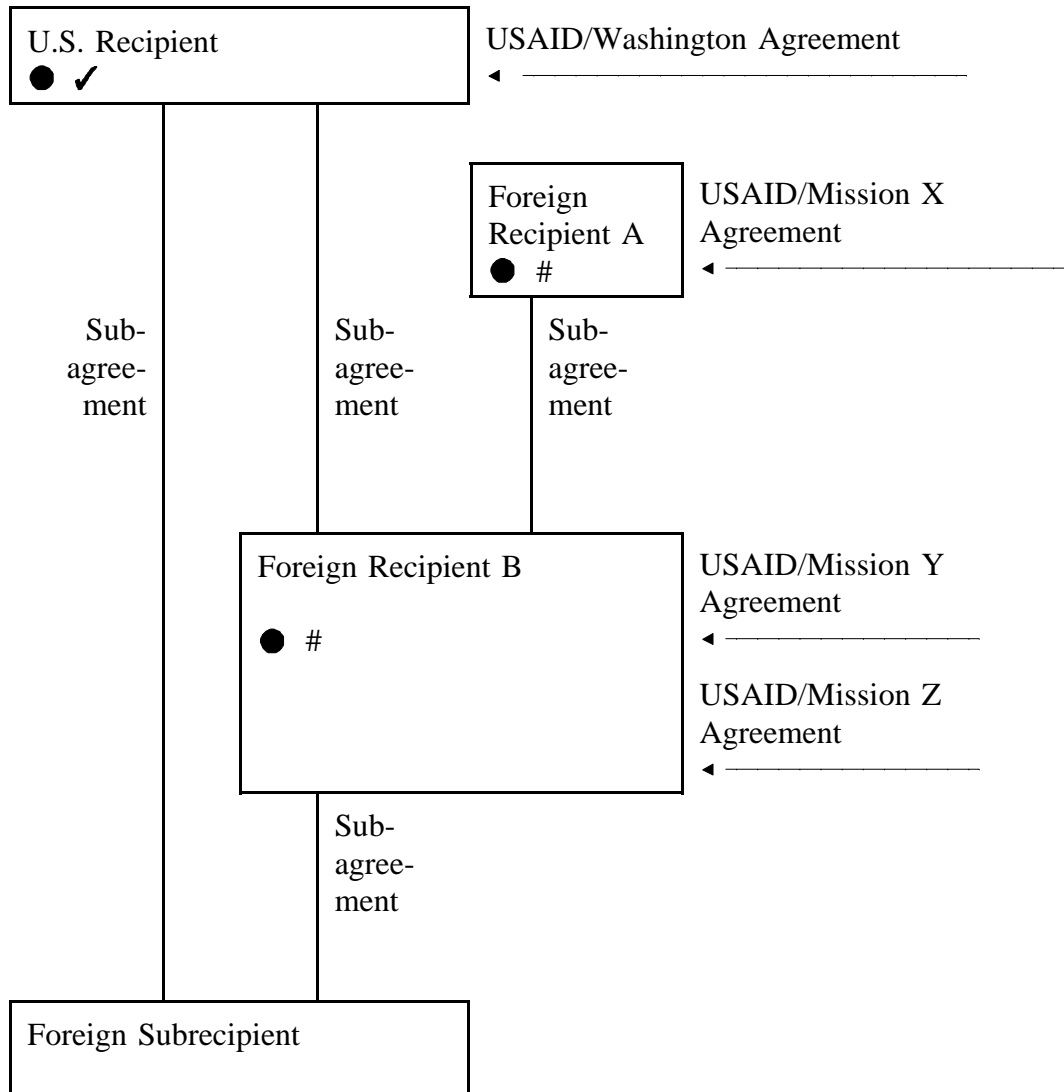 U.S. Recipient
● ✓
USAID/Washington Agreement
Foreign
Recipient A
● #
USAID/Mission X
Agreement
Sub-
agree-
ment
Sub-
agree-
ment
Sub-
agree-
ment
Foreign Recipient B
● #
USAID/Mission Y
Agreement
USAID/Mission Z
Agreement
Sub-
agree-
ment
Foreign Subrecipient